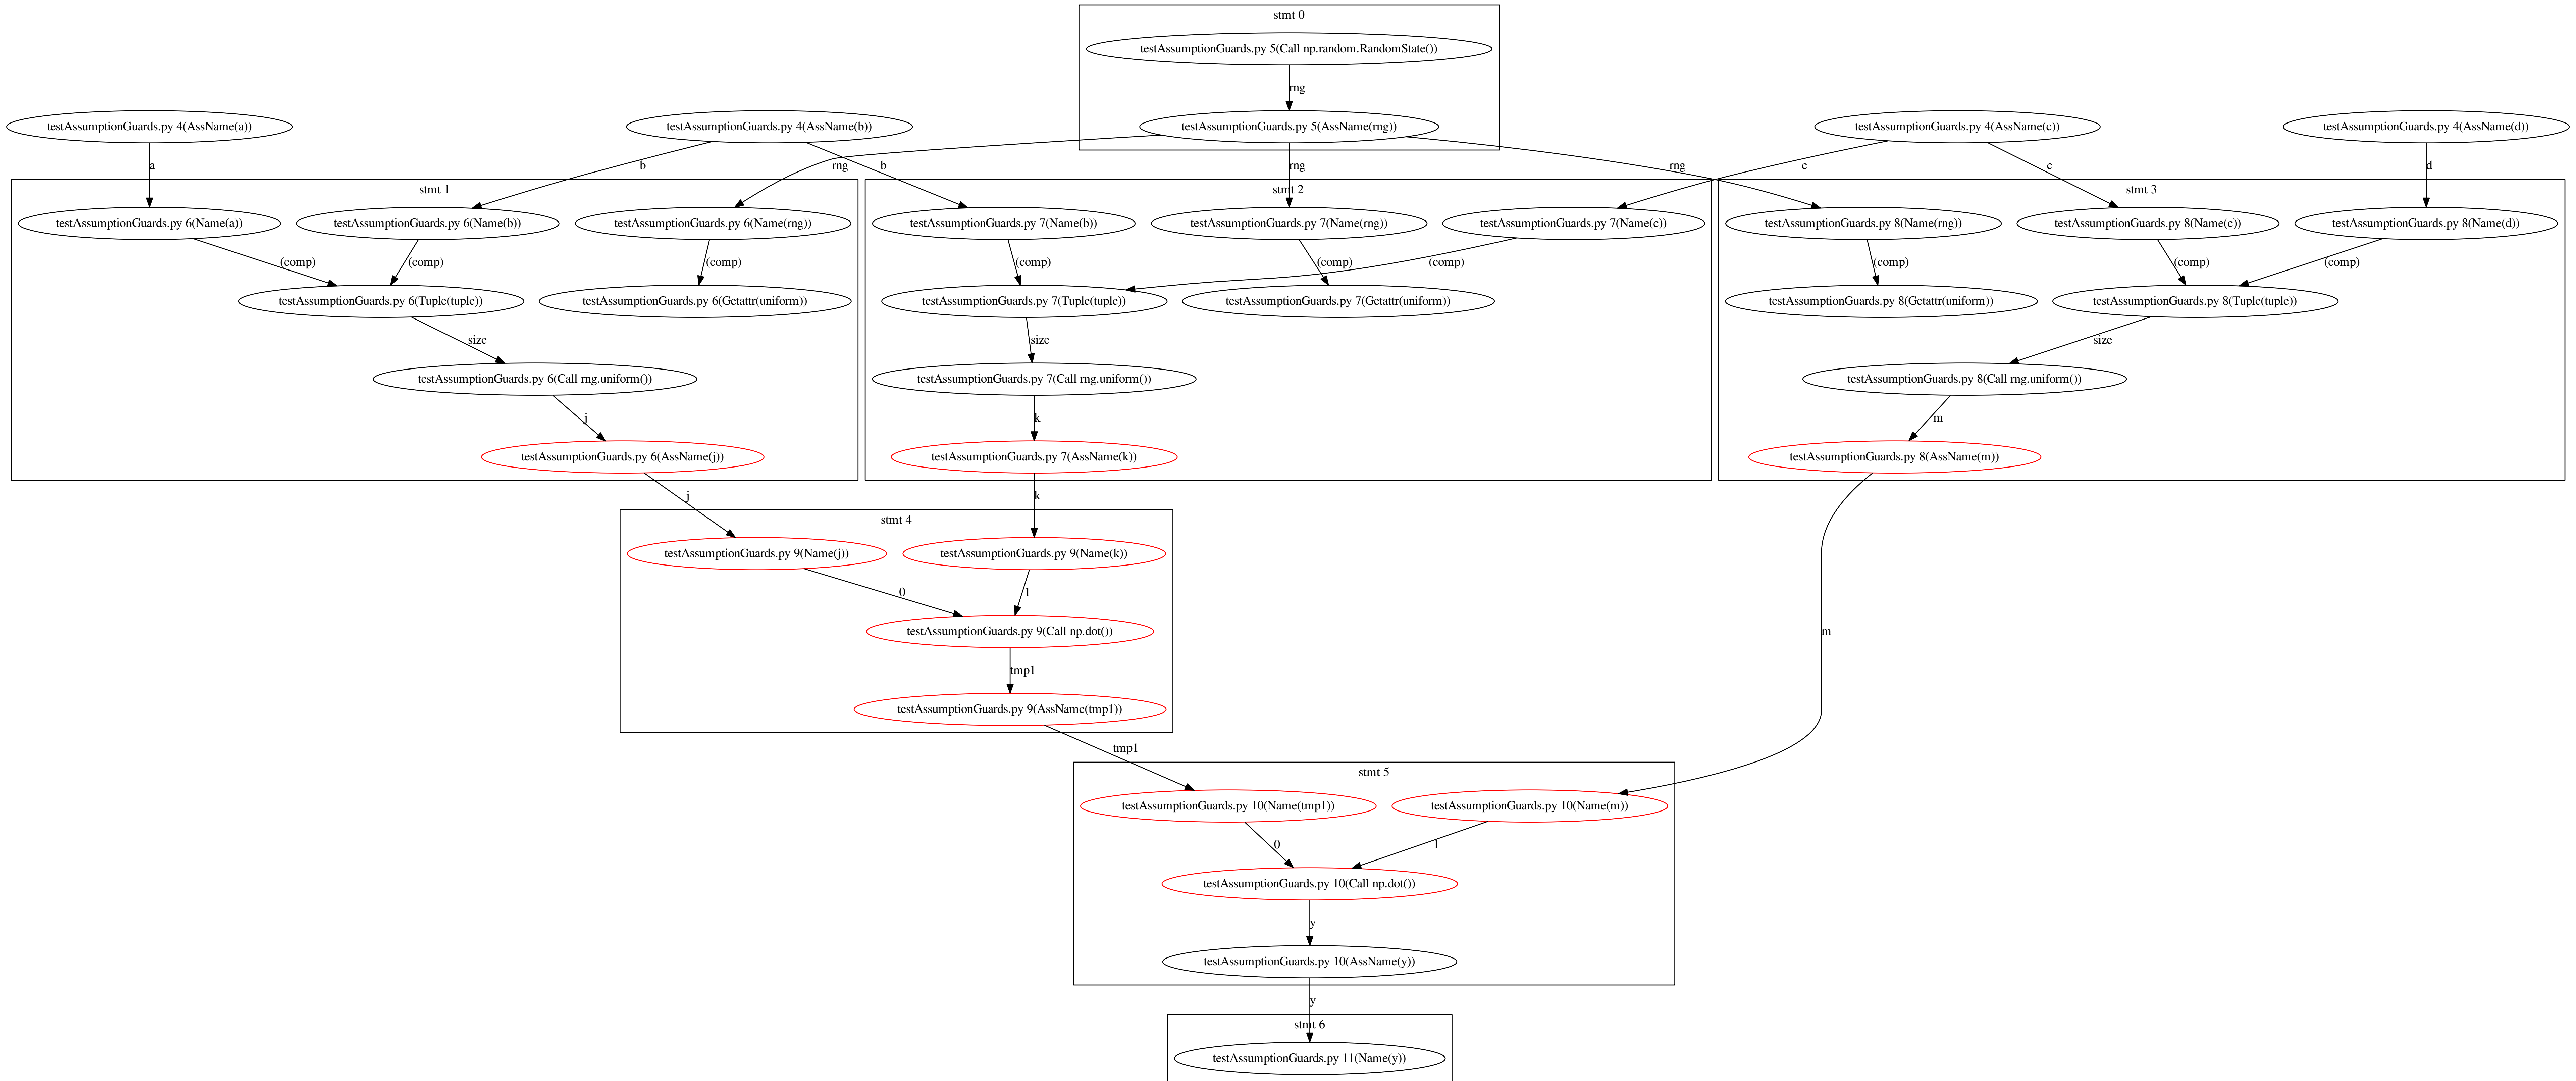 stmt 0
testAssumptionGuards.py 5(Call np.random.RandomState())
rng
testAssumptionGuards.py 4(AssName(a))
testAssumptionGuards.py 4(AssName(b))
testAssumptionGuards.py 5(AssName(rng))
testAssumptionGuards.py 4(AssName(c))
testAssumptionGuards.py 4(AssName(d))
a
b
rng
b
rng
rng
c
c
d
stmt 1
stmt 2
stmt 3
testAssumptionGuards.py 6(Name(a))
testAssumptionGuards.py 6(Name(b))
testAssumptionGuards.py 6(Name(rng))
testAssumptionGuards.py 7(Name(b))
testAssumptionGuards.py 7(Name(rng))
testAssumptionGuards.py 7(Name(c))
testAssumptionGuards.py 8(Name(rng))
testAssumptionGuards.py 8(Name(c))
testAssumptionGuards.py 8(Name(d))
(comp)
(comp)
(comp)
(comp)
(comp)
(comp)
(comp)
(comp)
(comp)
testAssumptionGuards.py 6(Tuple(tuple))
testAssumptionGuards.py 6(Getattr(uniform))
testAssumptionGuards.py 7(Tuple(tuple))
testAssumptionGuards.py 7(Getattr(uniform))
testAssumptionGuards.py 8(Getattr(uniform))
testAssumptionGuards.py 8(Tuple(tuple))
size
size
size
testAssumptionGuards.py 6(Call rng.uniform())
testAssumptionGuards.py 7(Call rng.uniform())
testAssumptionGuards.py 8(Call rng.uniform())
j
k
m
testAssumptionGuards.py 6(AssName(j))
testAssumptionGuards.py 7(AssName(k))
testAssumptionGuards.py 8(AssName(m))
j
k
stmt 4
testAssumptionGuards.py 9(Name(j))
testAssumptionGuards.py 9(Name(k))
0
1
testAssumptionGuards.py 9(Call np.dot())
m
tmp1
testAssumptionGuards.py 9(AssName(tmp1))
tmp1
stmt 5
testAssumptionGuards.py 10(Name(tmp1))
testAssumptionGuards.py 10(Name(m))
0
1
testAssumptionGuards.py 10(Call np.dot())
y
testAssumptionGuards.py 10(AssName(y))
y
stmt 6
testAssumptionGuards.py 11(Name(y))